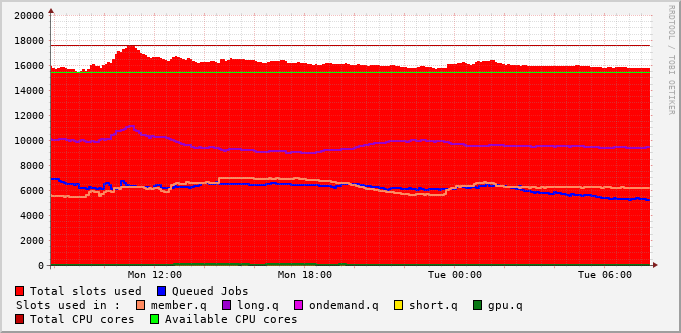 20000
18000
16000
14000
12000
10000
8000
6000
4000
2000
0
Mon 12:00 Mon 18:00 Tue 00:00 Tue 06:00
Total slots used Queued Jobs
Slots used in : member.q long.q ondemand.q short.q gpu.q
Total CPU cores Available CPU cores
RRDTOOL / TOBI OETIKER